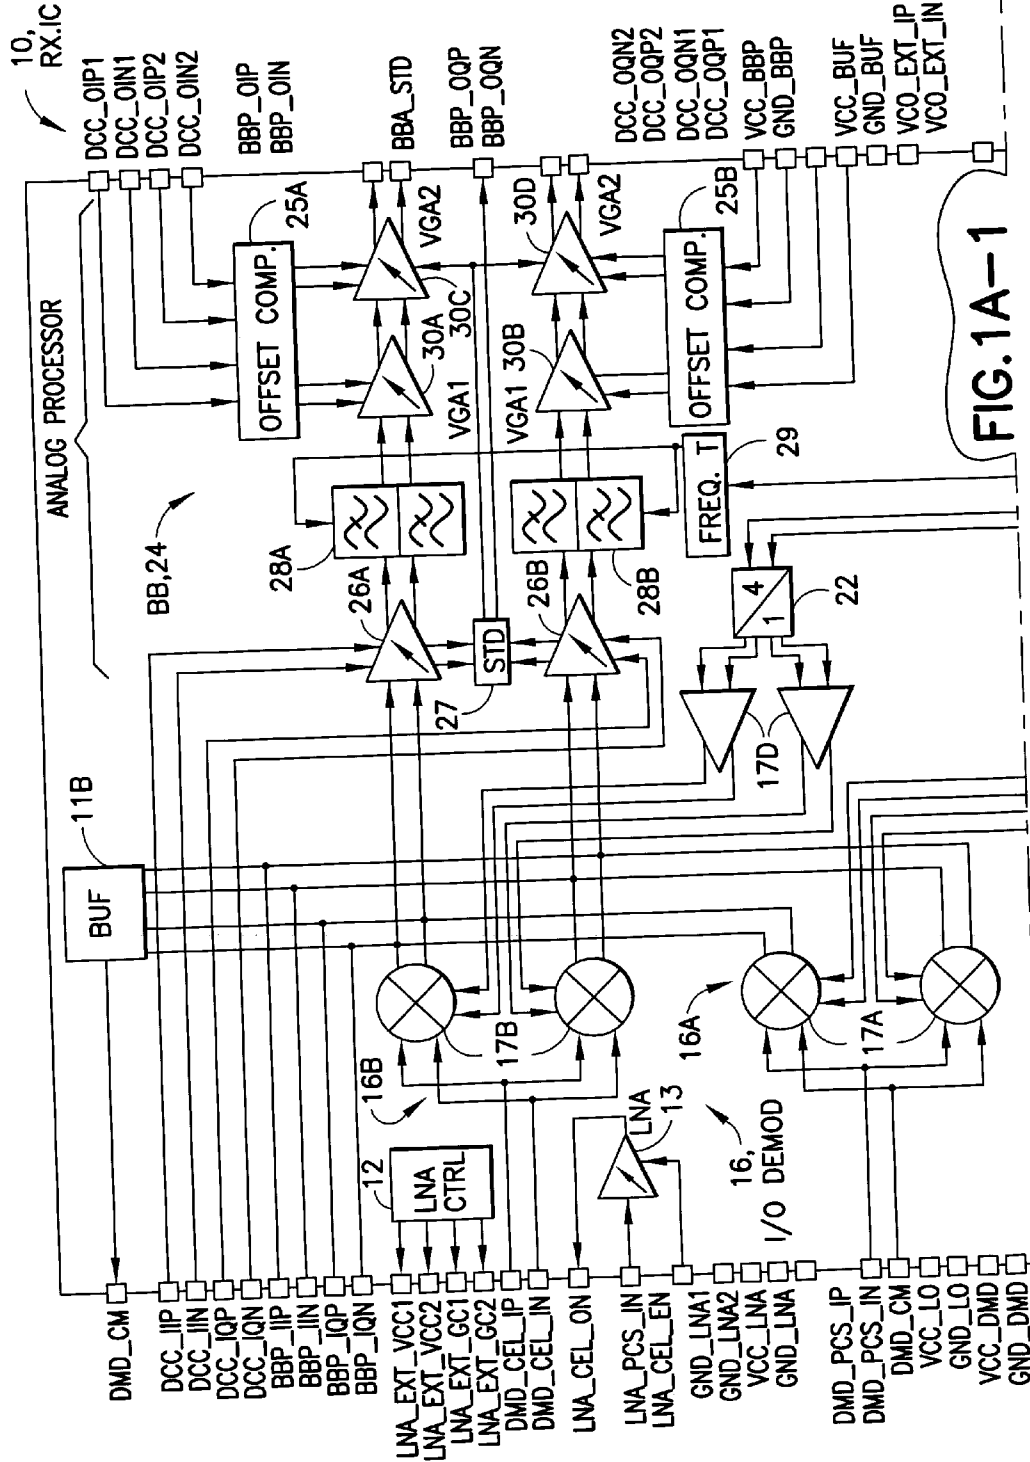 10,
RX.IC
DCC_OIP1
DCC_OIN1
DCC_OIP2
DCC_OIN2
BBP_OIP
BBP_OIN
BBA_STD
BBP_OQP
BBP_OQN
DCC_OQN2
DCC_OQP2
DCC_OQN1
DCC_OQP1
VCC_BBP
GND_BBP
VCC_BUF
GND_BUF
VCO_EXT_IP
VCO_EXT_IN
ANALOG PROCESSOR
25A
OFFSET COMP.
VGA2
30C
30A
VGA1
30D
VGA2
30B
VGA1
25B
OFFSET COMP.
FIG.1A-1
BB,24
28A
26A
STD
27
26B
28B
FREQ. T
29
4
1
22
17D
11B
BUF
16B
17B
16A
17A
12
LNA
CTRL
LNA
13
16,
I/O DEMOD
DMD_CM
DCC_IIP
DCC_IIN
DCC_IQP
DCC_IQN
BBP_IIP
BBP_IIN
BBP_IQP
BBP_IQN
LNA_EXT_VCC1
LNA_EXT_VCC2
LNA_EXT_GC1
LNA_EXT_GC2
DMD_CEL_IP
DMD_CEL_IN
LNA_CEL_ON
LNA_PCS_IN
LNA_CEL_EN
GND_LNA1
GND_LNA2
VCC_LNA
GND_LNA
DMD_PCS_IP
DMD_PCS_IN
DMD_CM
VCC_LO
GND_LO
VCC_DMD
GND_DMD